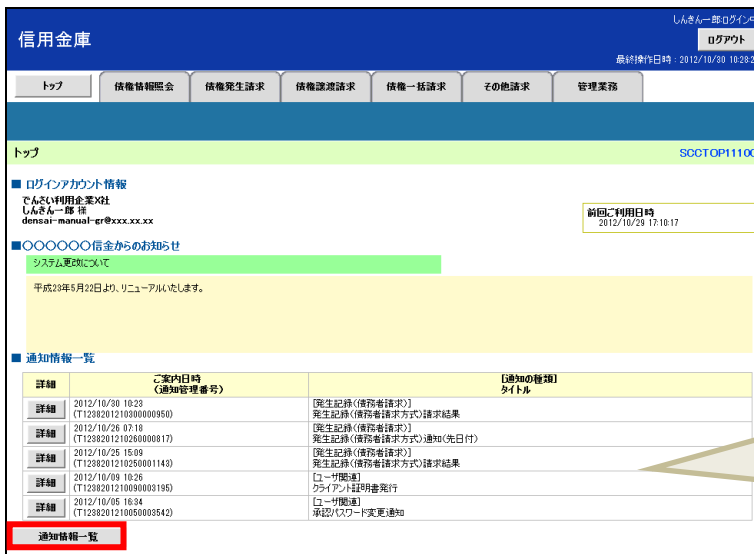 しんきん一郎:ログイン中
信用金庫
ログアウト
最終操作日時：2012/10/30 10:28:2
トップ 債権情報照会 債権発生請求 債権譲渡請求 債権一括請求 その他請求 管理業務
トップ SCCTOP11100
■ ログインアカウント情報
でんさい利用企業X社
しんきん一郎 様
densai-manual-gr@xxx.xx.xx
前回ご利用日時
2012/10/29 17:10:17
■〇〇〇〇〇〇信金からのお知らせ
システム更改について
平成23年5月22日より、リニューアルいたします。
■ 通知情報一覧
詳細 ご案内日時 [通知の種類]
(通知管理番号) タイトル
詳細 2012/10/30 10:23 [発生記録(債務者請求)]
(T1238201210300000950) 発生記録(債務者請求方式)請求結果
詳細 2012/10/26 07:18 [発生記録(債務者請求)]
(T1238201210260000817) 発生記録(債務者請求方式)通知(先日付)
詳細 2012/10/25 15:09 [発生記録(債務者請求)]
(T1238201210250001143) 発生記録(債務者請求方式)請求結果
詳細 2012/10/09 10:26 [ユーザ関連]
(T1238201210090003195) クライアント証明書発行
詳細 2012/10/05 16:34 [ユーザ関連]
(T1238201210050003542) 承認パスワード変更通知
通知情報一覧